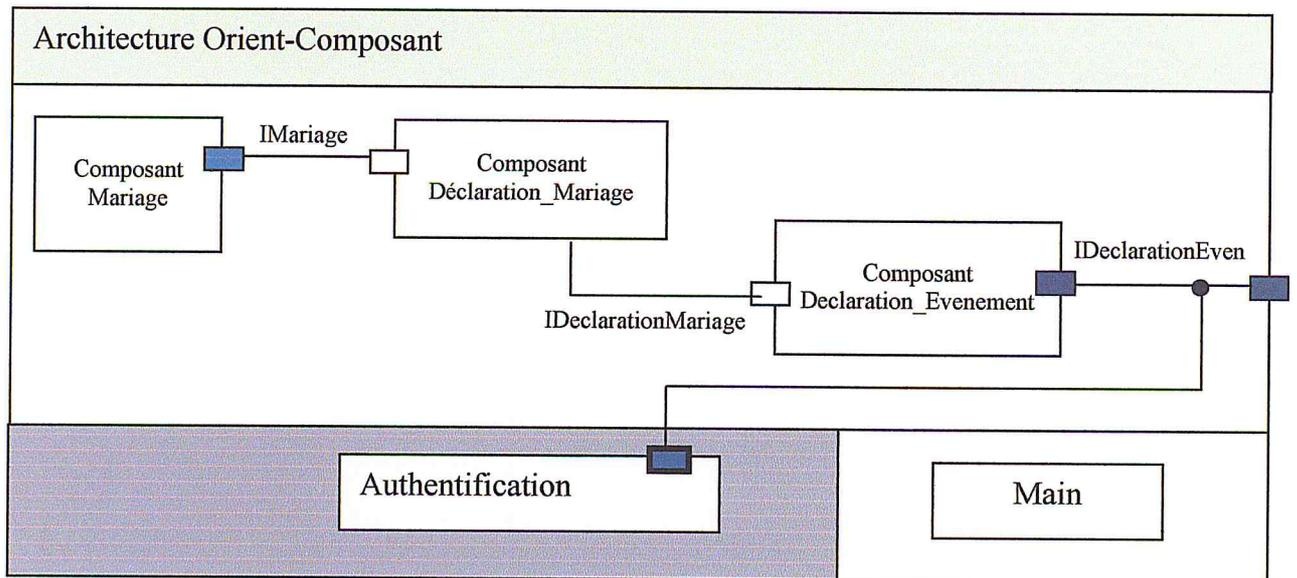 Architecture Orient-Composant
IMariage
Composant
Mariage
Composant
Déclaration_Mariage
IDeclarationEven
Composant
Declaration_Evenement
IDeclarationMariage
Authentification
Main